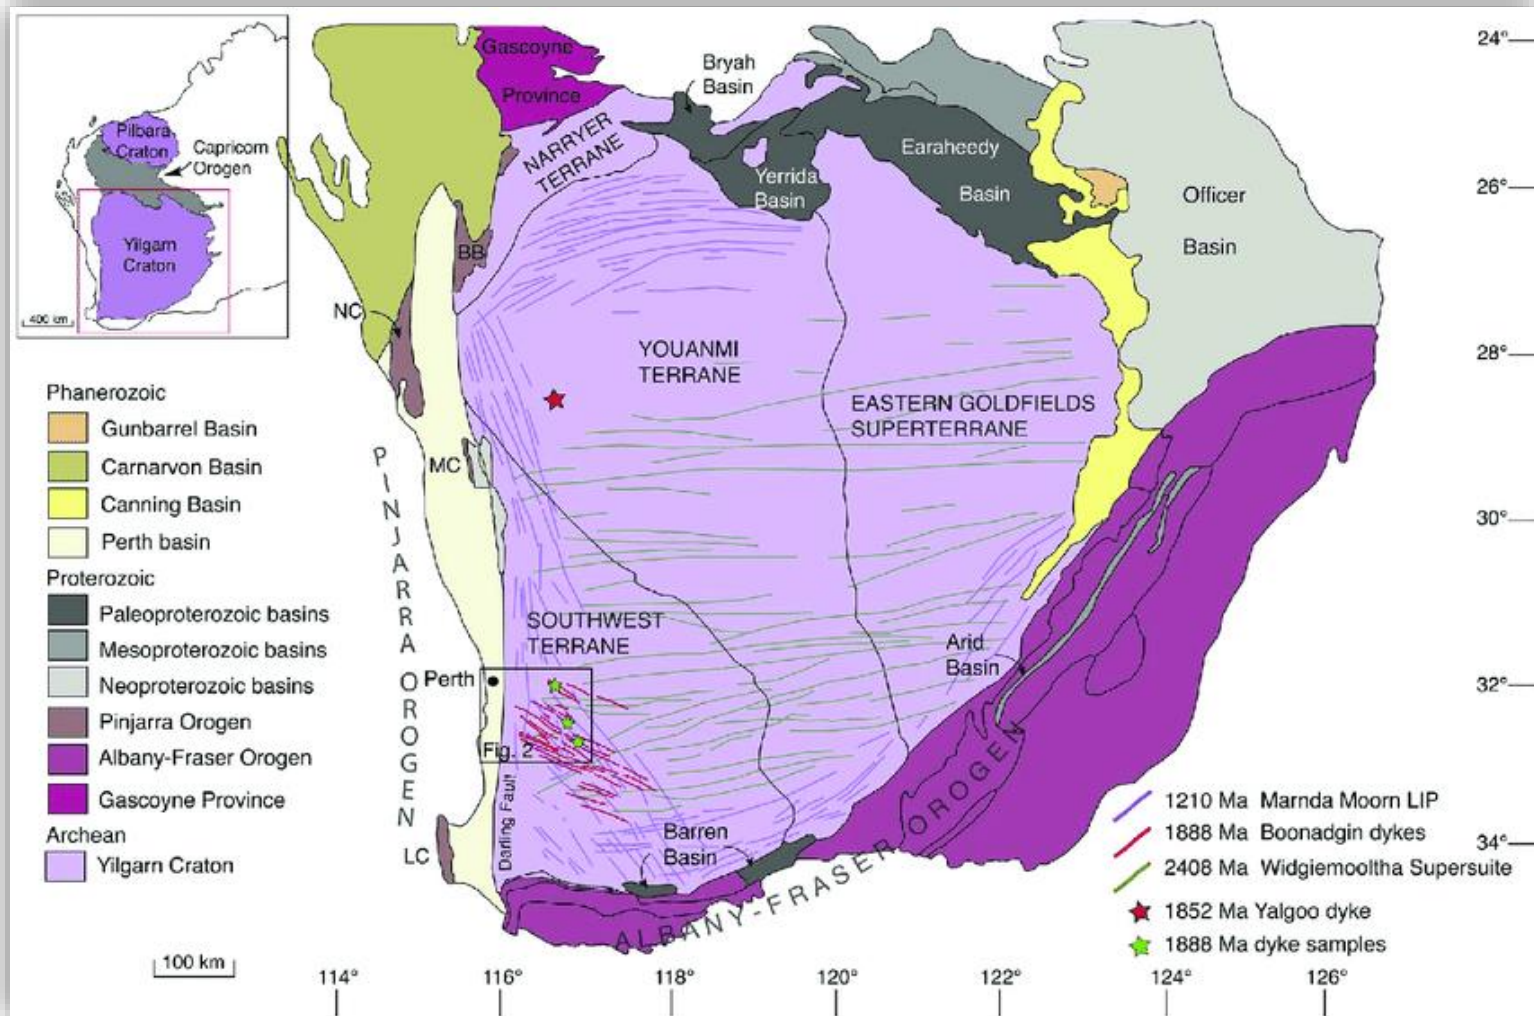 Pilbara
Craton
Capricorn
Orogen
Yilgarn
Craton
400 km
Gascoyne
Province
Bryah
Basin
NARRYER
TERRANE
Yerrida
Basin
Earaheedy
Basin
Officer
Basin
BB
NC
YOUANMI
TERRANE
EASTERN GOLDFIELDS
SUPERTERRANE
MC
PINJARRA OROGEN
SOUTHWEST
TERRANE
Perth
Fig. 2
Arid
Basin
Darling Fault
Barren
Basin
LC
ALBANY-FRASER OROGEN
Phanerozoic
Gunbarrel Basin
Carnarvon Basin
Canning Basin
Perth basin
Proterozoic
Paleoproterozoic basins
Mesoproterozoic basins
Neoproterozoic basins
Pinjarra Orogen
Albany-Fraser Orogen
Gascoyne Province
Archean
Yilgarn Craton
1210 Ma Marnda Moorn LIP
1888 Ma Boonadgin dykes
2408 Ma Widgiemooltha Supersuite
1852 Ma Yalgoo dyke
1888 Ma dyke samples
24°
26°
28°
30°
32°
34°
100 km
114° 116° 118° 120° 122° 124° 126°